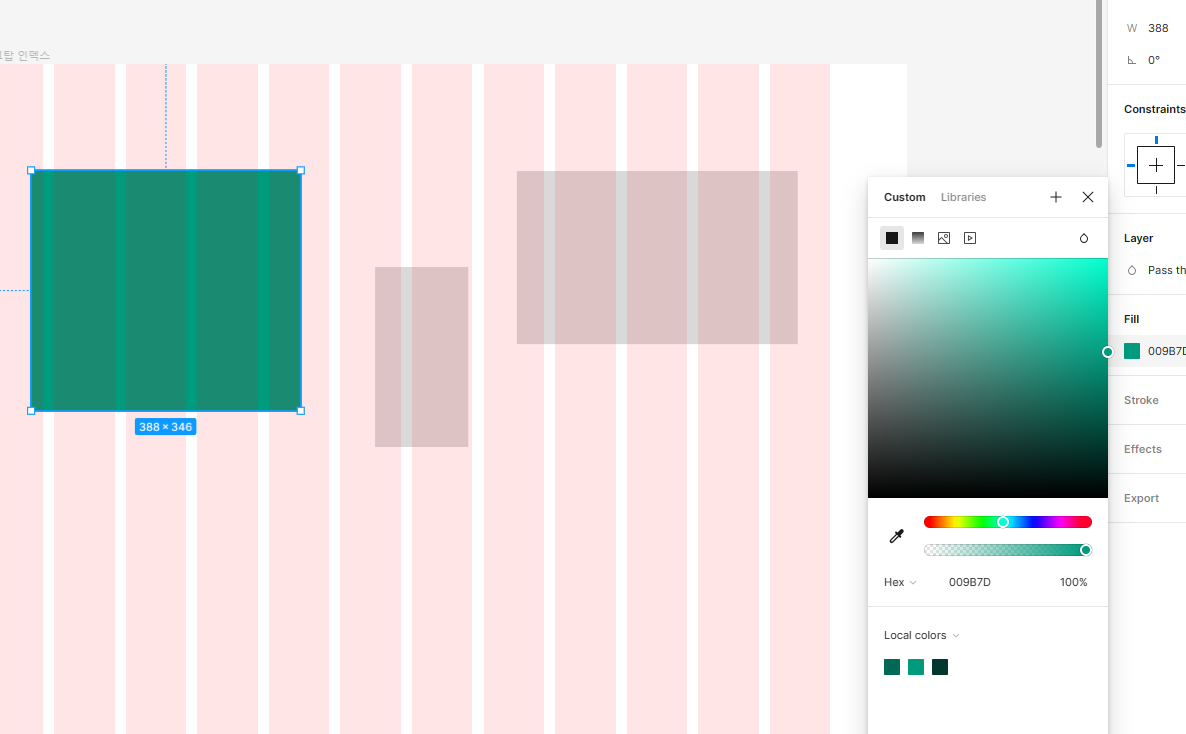 탑 인덱스
388 × 346
W 388
0°
Constraints
Custom Libraries
Layer
Pass th
Fill
009B7D
Stroke
Effects
Export
Hex 009B7D 100%
Local colors